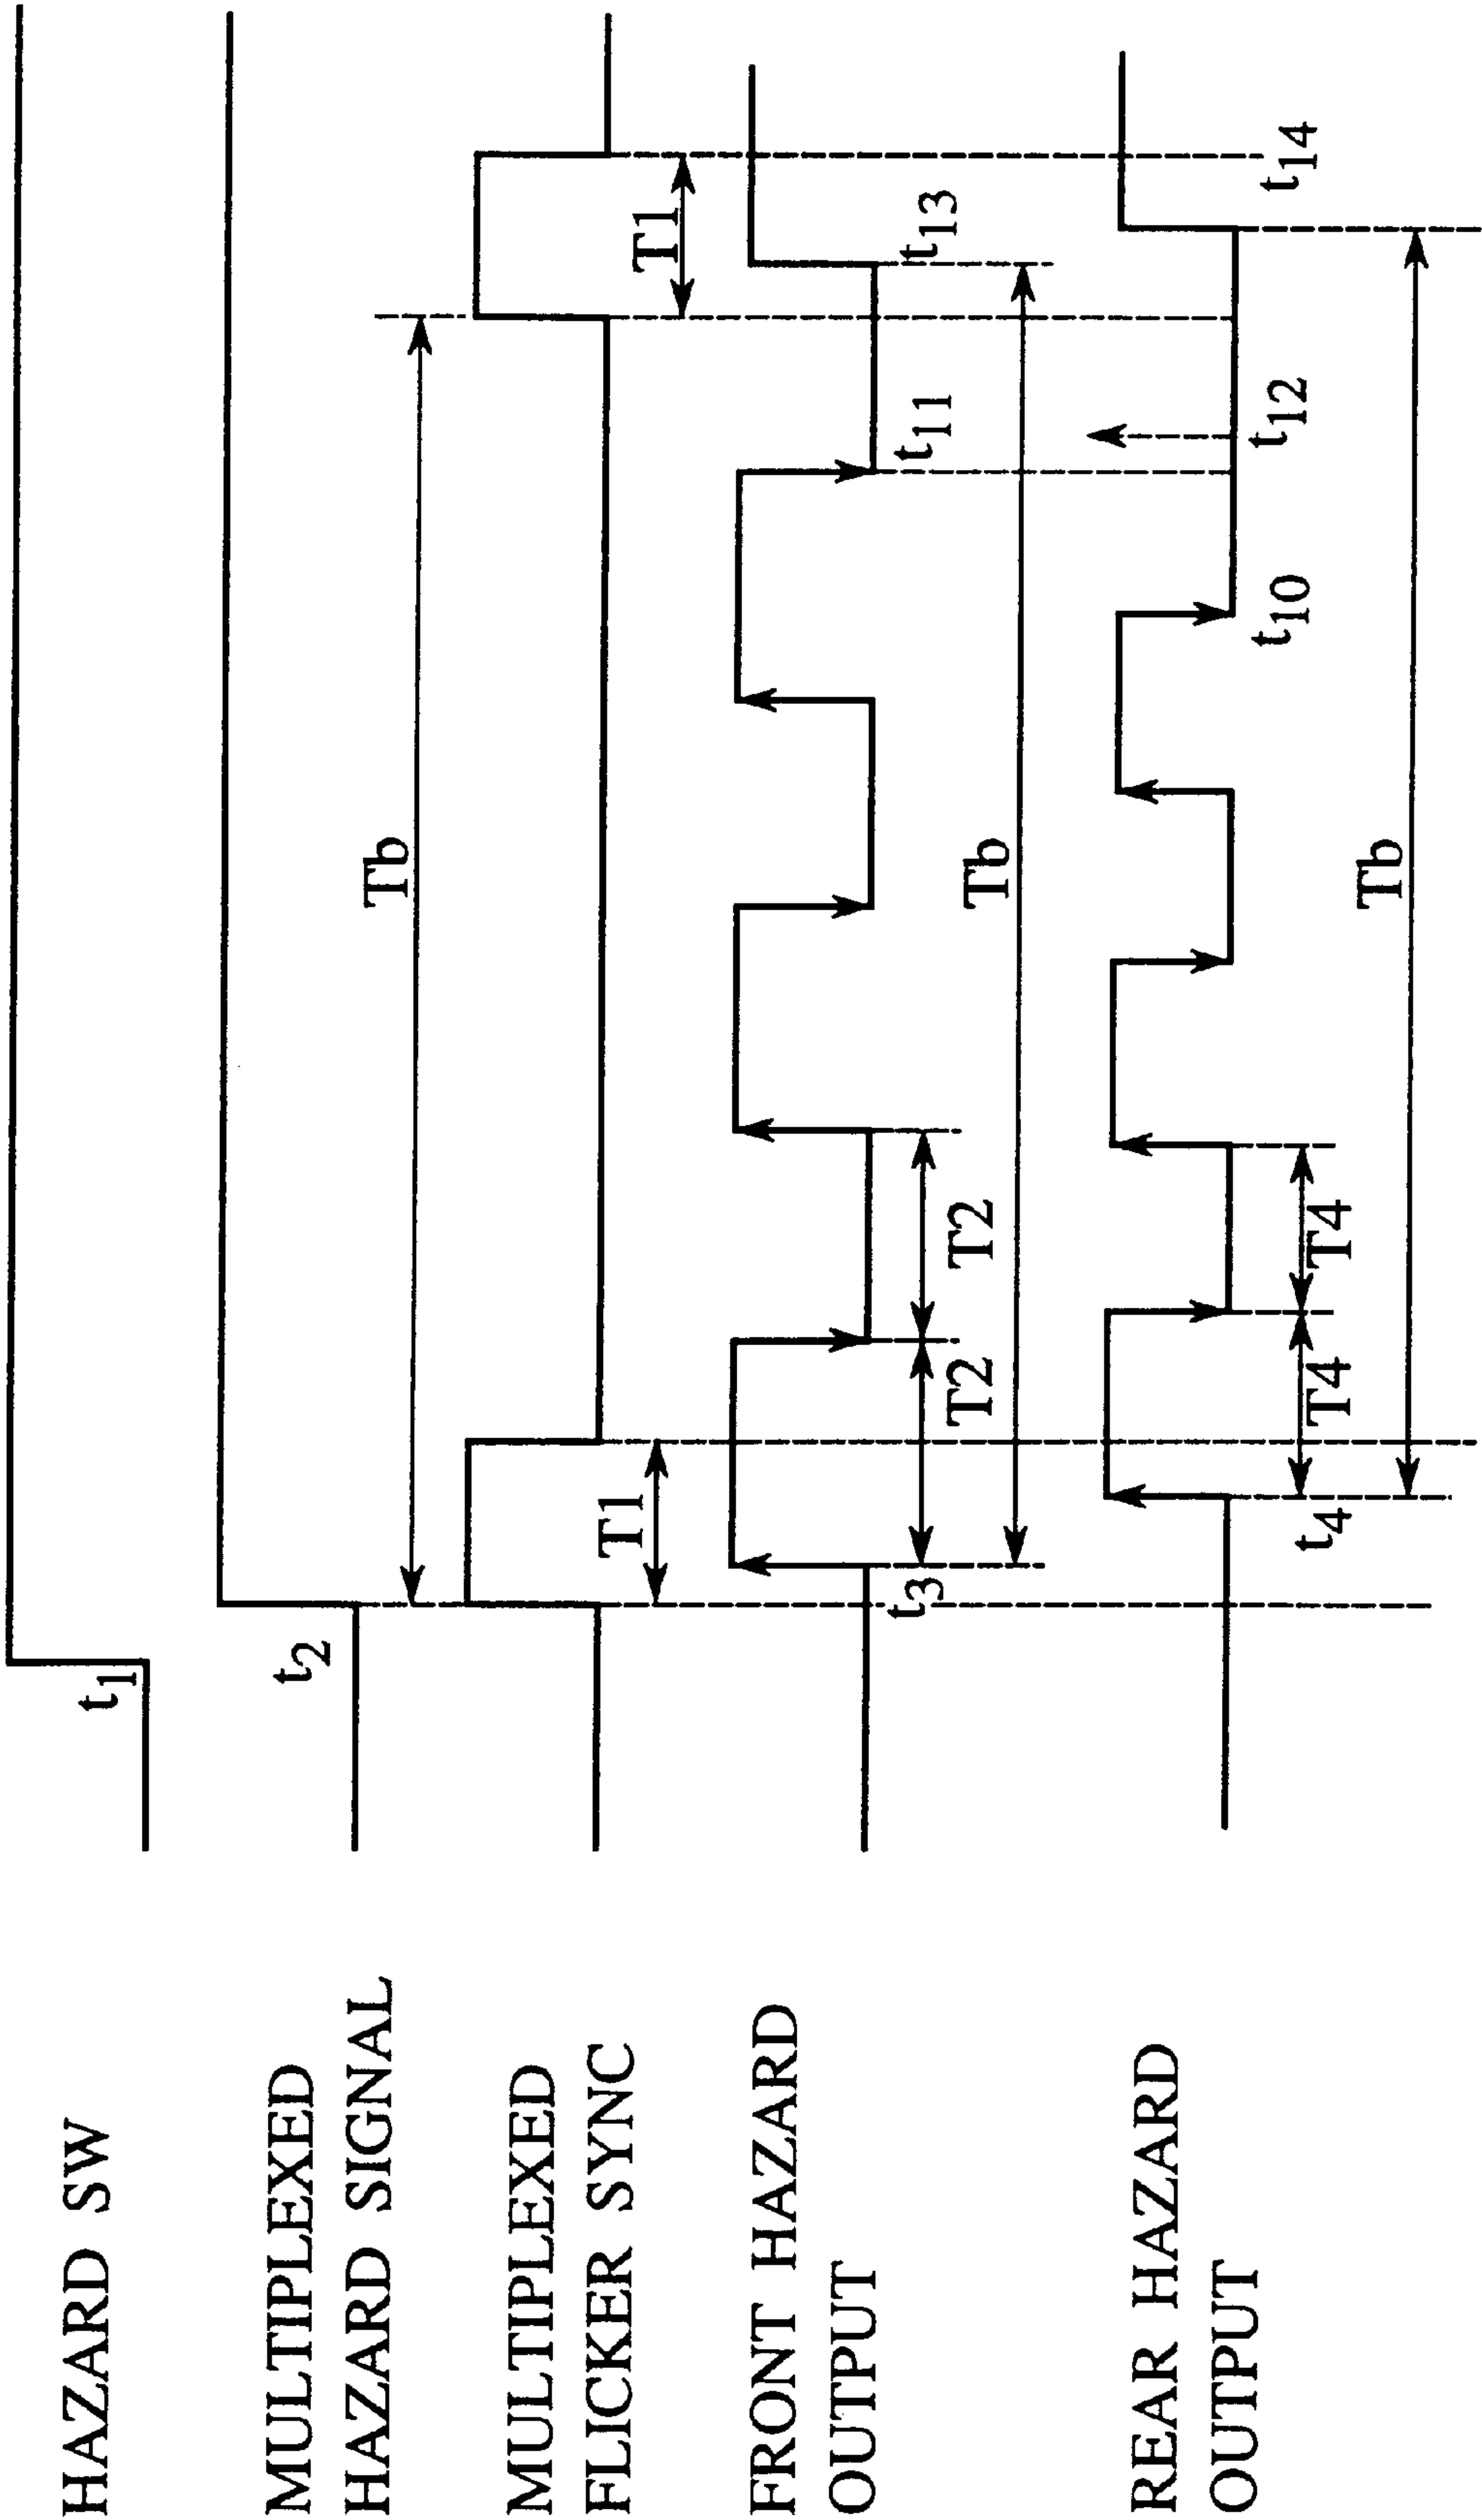 HAZARD SW
t1
MULTIPLEXED
HAZARD SIGNAL
t2
Tb
MULTIPLEXED
FLICKER SYNC
T1
T1
FRONT HAZARD
OUTPUT
t3
T2
T2
t11
t13
Tb
REAR HAZARD
OUTPUT
t4
T4
T4
t10
t12
t14
Tb